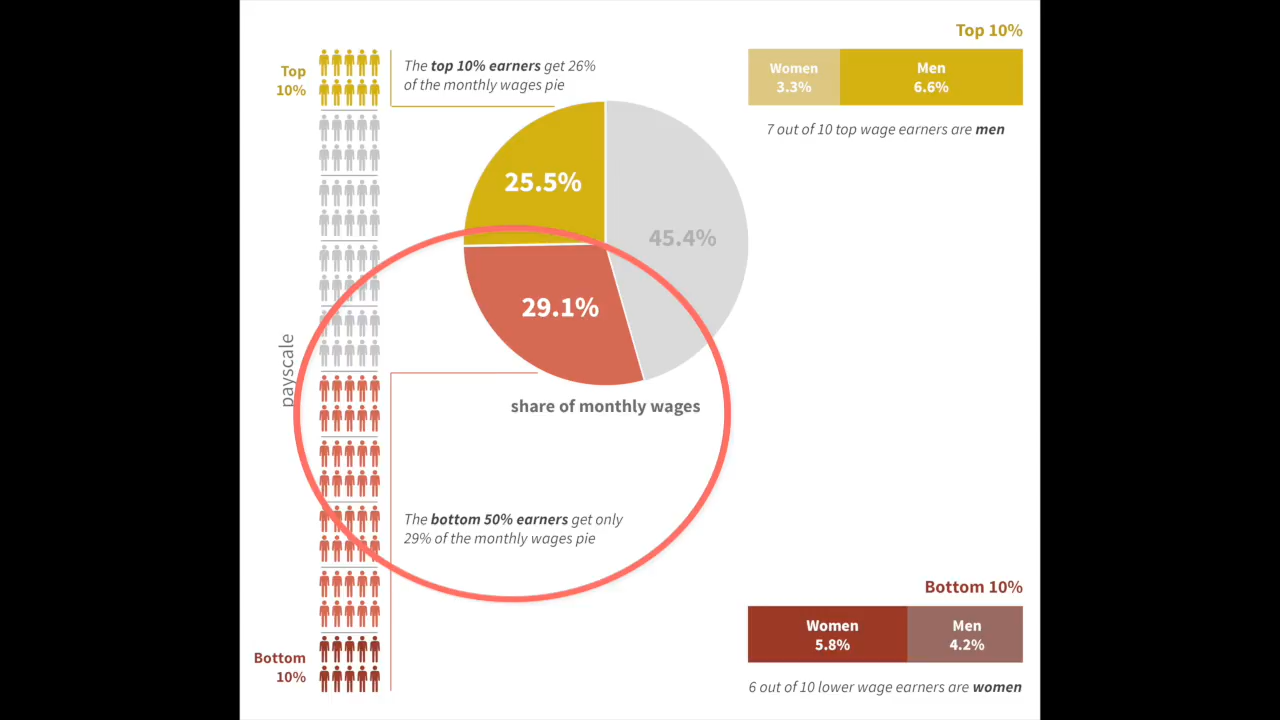 Top 10%
Top
10%
The top 10% earners get 26%
of the monthly wages pie
Women
3.3%
Men
6.6%
7 out of 10 top wage earners are men
25.5%
45.4%
29.1%
payscale
share of monthly wages
The bottom 50% earners get only
29% of the monthly wages pie
Bottom 10%
Women
5.8%
Men
4.2%
Bottom
10%
6 out of 10 lower wage earners are women